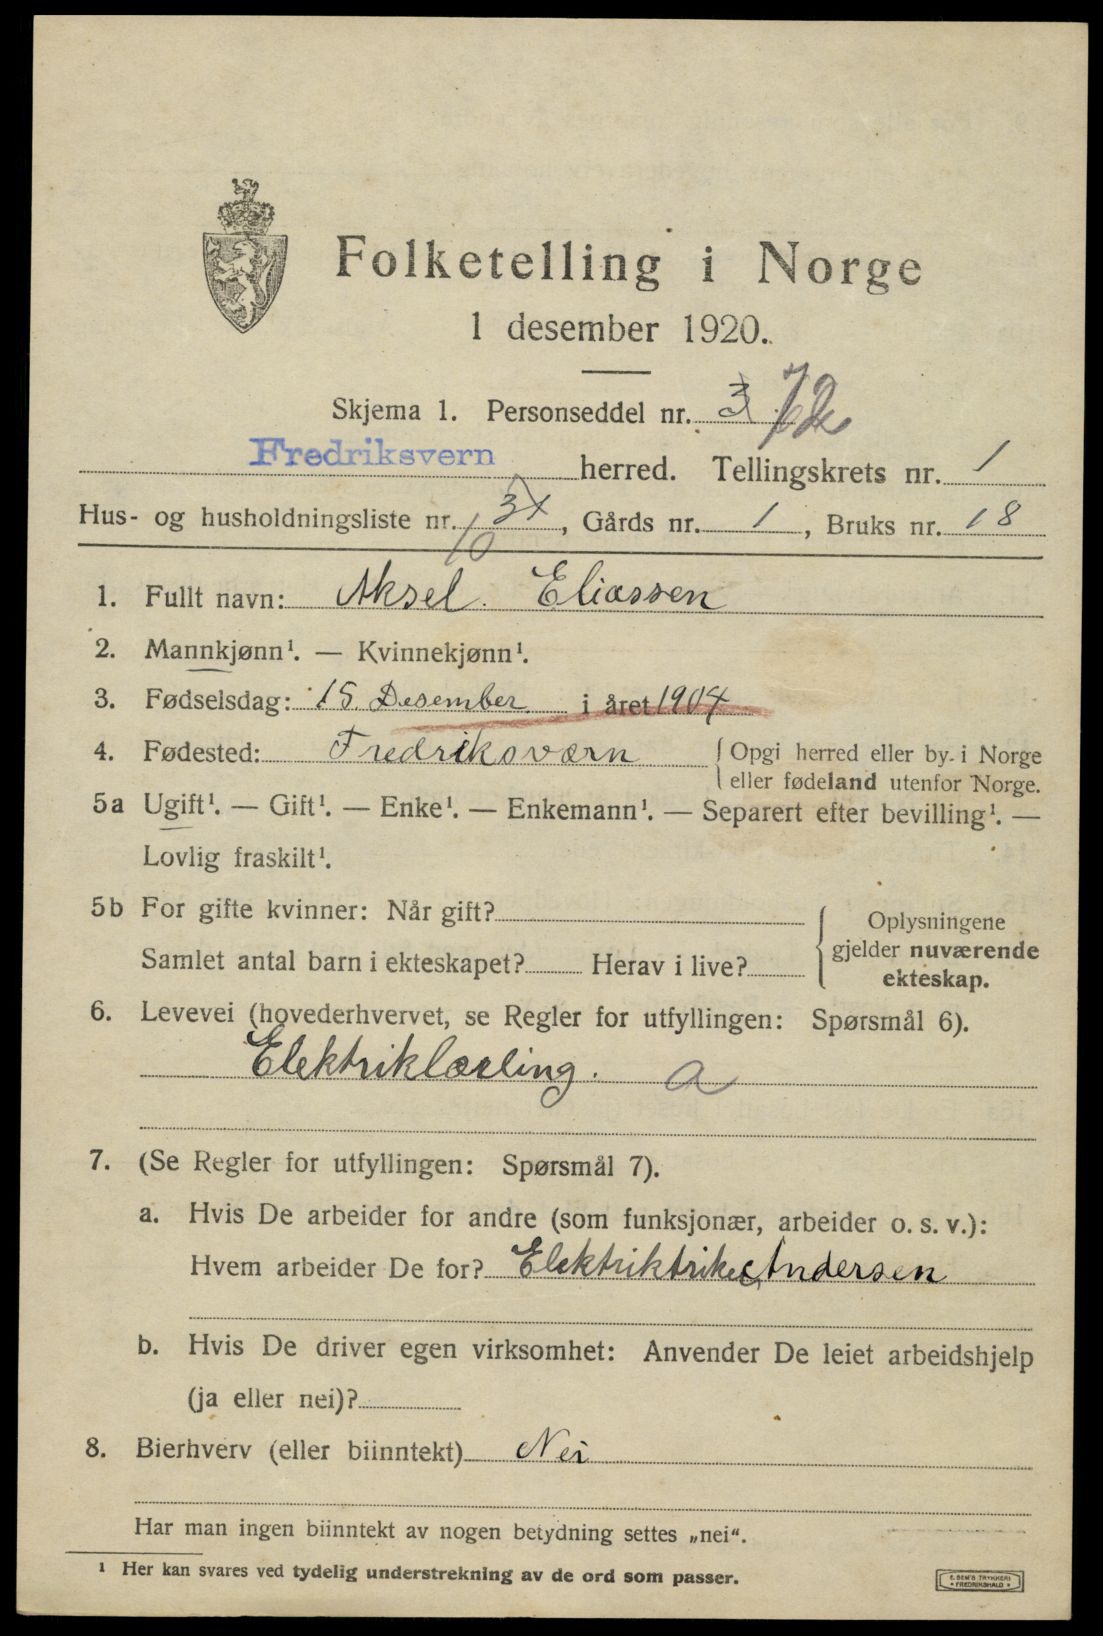 Folketelling i Norge
1 desember 1920.
Skjema 1. Personseddel nr. 3 72
Fredriksvern herred. Tellingskrets nr. 1
Hus- og husholdningsliste nr. 10, Gårds nr. 1, Bruks nr. 18
1. Fullt navn: Aksel. Eliassen
2. Mannkjønn¹. — Kvinnekjønn¹.
3. Fødselsdag: 15. Desember i året 1904
4. Fødested: Fredriksværn { Opgi herred eller by i Norge
eller fødeland utenfor Norge.
5a Ugift¹. — Gift¹. — Enke¹. — Enkemann¹. — Separert efter bevilling¹. —
Lovlig fraskilt¹.
5b For gifte kvinner: Når gift? { Oplysningene
gjelder nuværende
Samlet antal barn i ekteskapet? Herav i live?
ekteskap.
6. Levevei (hovederhvervet, se Regler for utfyllingen: Spørsmål 6).
Elektriklærling. a
7. (Se Regler for utfyllingen: Spørsmål 7).
a. Hvis De arbeider for andre (som funksjonær, arbeider o. s. v.):
Hvem arbeider De for? Elektriktriker Andersen
b. Hvis De driver egen virksomhet: Anvender De leiet arbeidshjelp
(ja eller nei)?
8. Bierhverv (eller biinntekt) Nei
Har man ingen biinntekt av nogen betydning settes „nei“.
¹ Her kan svares ved tydelig understrekning av de ord som passer.
E. SEM'S TRYKKERI
• FREDRIKSHALD •